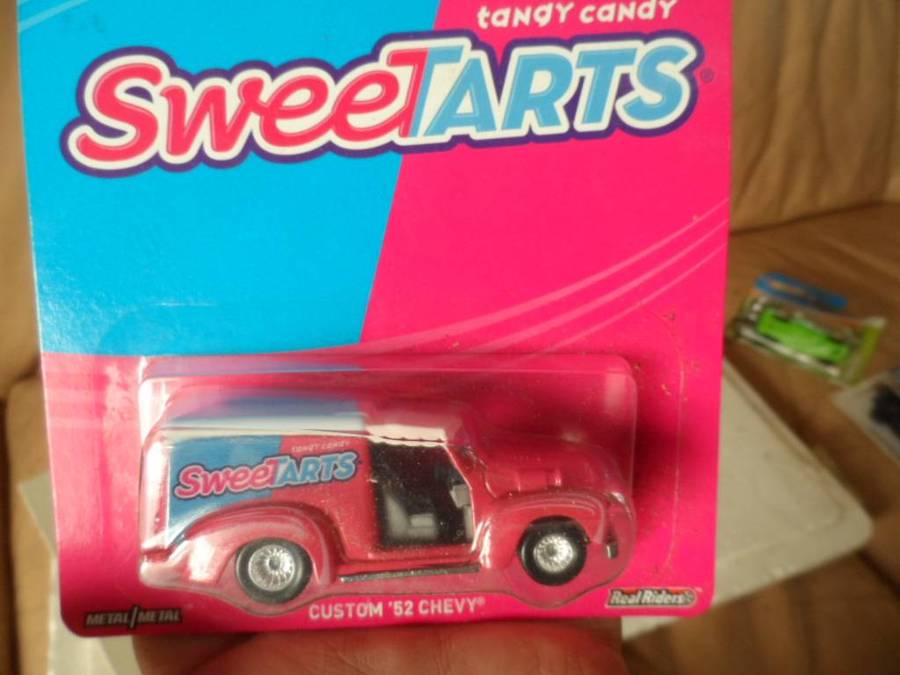 tangy candy
SweeTARTS®
tangy candy
SweeTARTS
METAL/METAL
CUSTOM '52 CHEVY®
Real Riders